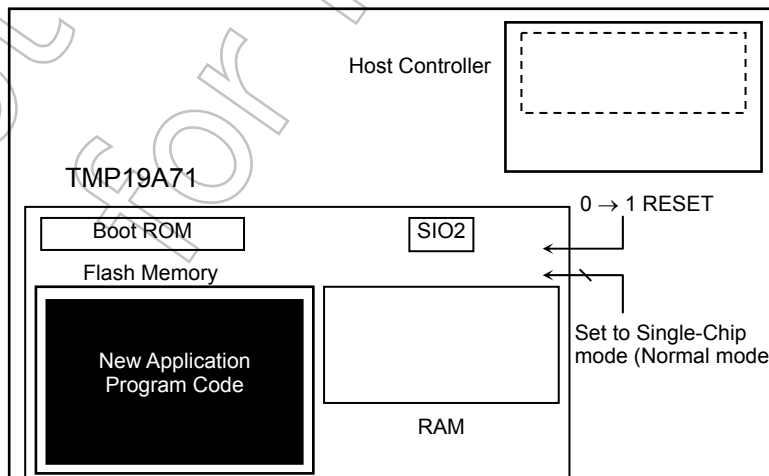 Host Controller
TMP19A71
0 → 1 RESET
Boot ROM
SIO2
Flash Memory
Set to Single-Chip
mode (Normal mode
New Application
Program Code
RAM
for